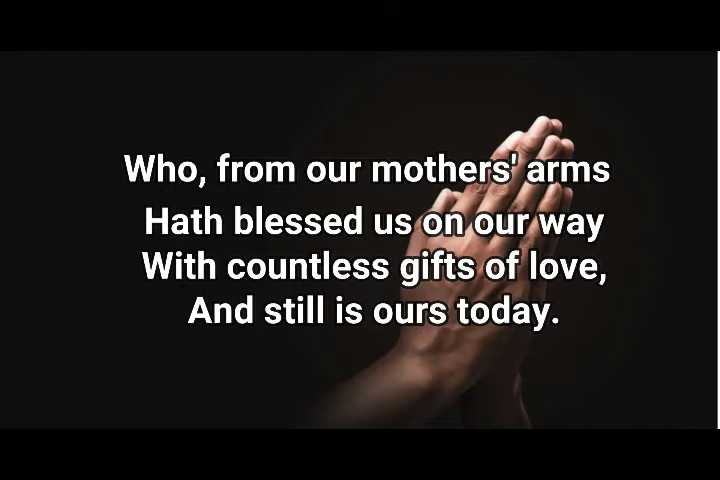 Who, from our mothers' arms
Hath blessed us on our way
With countless gifts of love,
And still is ours today.